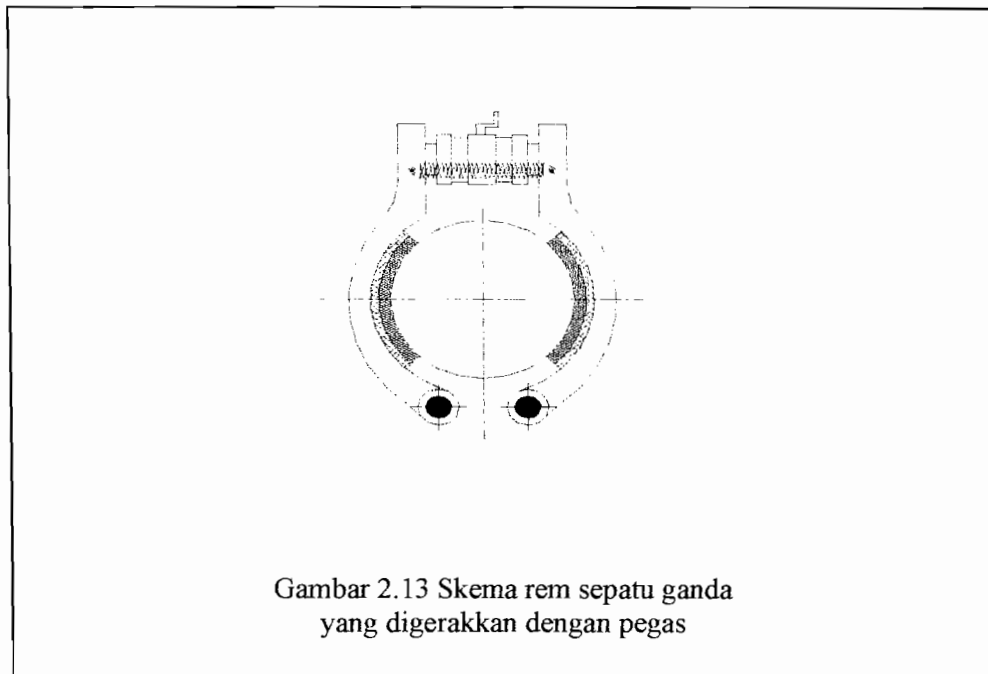 Gambar 2.13 Skema rem sepatu ganda
yang digerakkan dengan pegas